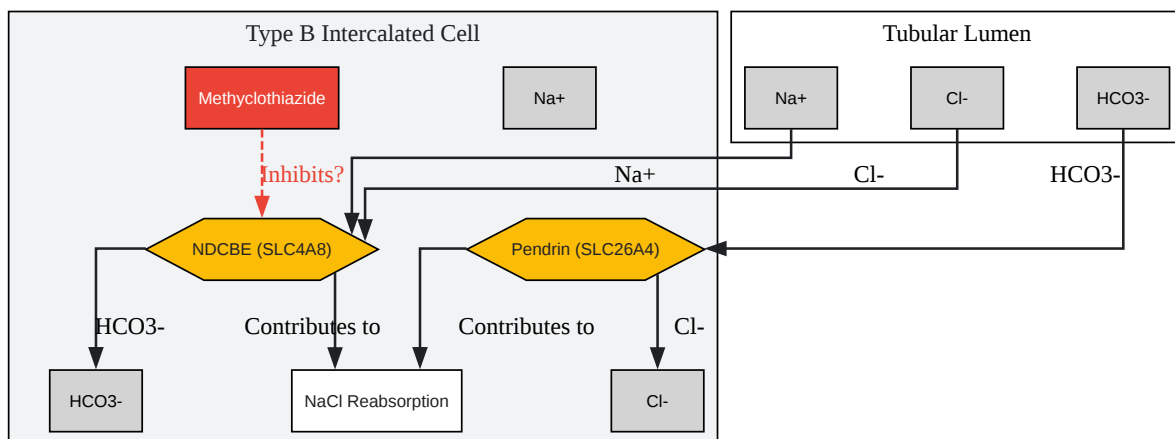 Type B Intercalated Cell
Tubular Lumen
Methyclothiazide
Na+
Na+
Cl-
HCO3-
Inhibits?
Na+
Cl-
HCO3-
NDCBE (SLC4A8)
Pendrin (SLC26A4)
HCO3-
Contributes to
Contributes to
Cl-
HCO3-
NaCl Reabsorption
Cl-